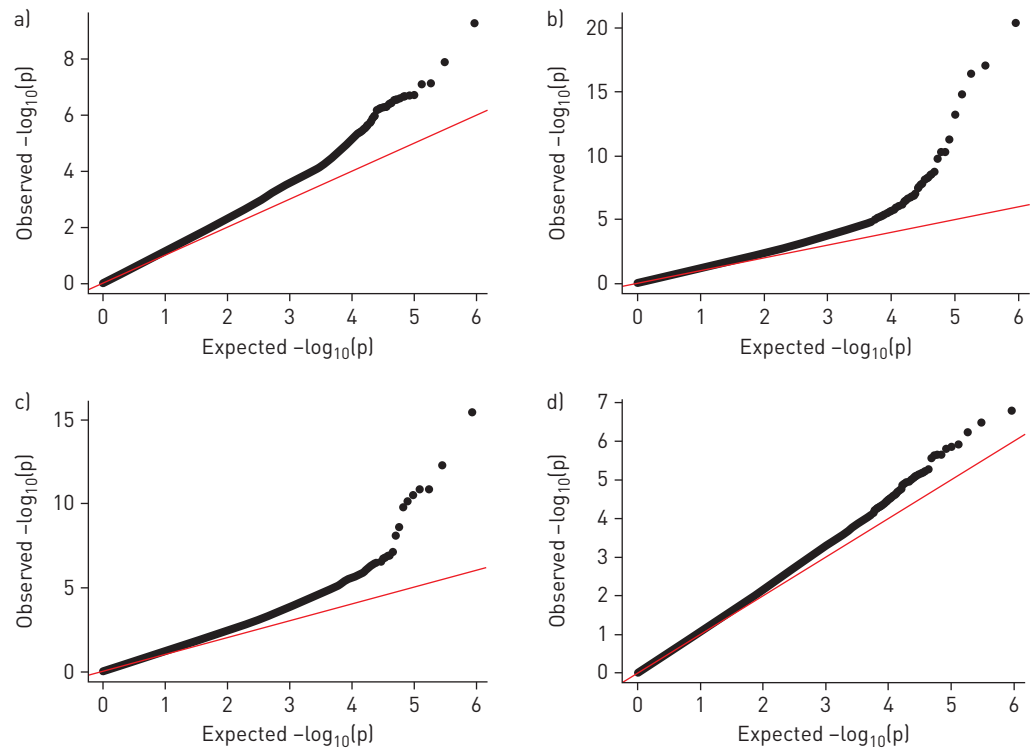 a)
Observed –log10(p)
8
6
4
2
0
0 1 2 3 4 5 6
Expected –log10(p)
b)
Observed –log10(p)
20
15
10
5
0
0 1 2 3 4 5 6
Expected –log10(p)
c)
Observed –log10(p)
15
10
5
0
0 1 2 3 4 5 6
Expected –log10(p)
d)
Observed –log10(p)
7
6
5
4
3
2
1
0
0 1 2 3 4 5 6
Expected –log10(p)